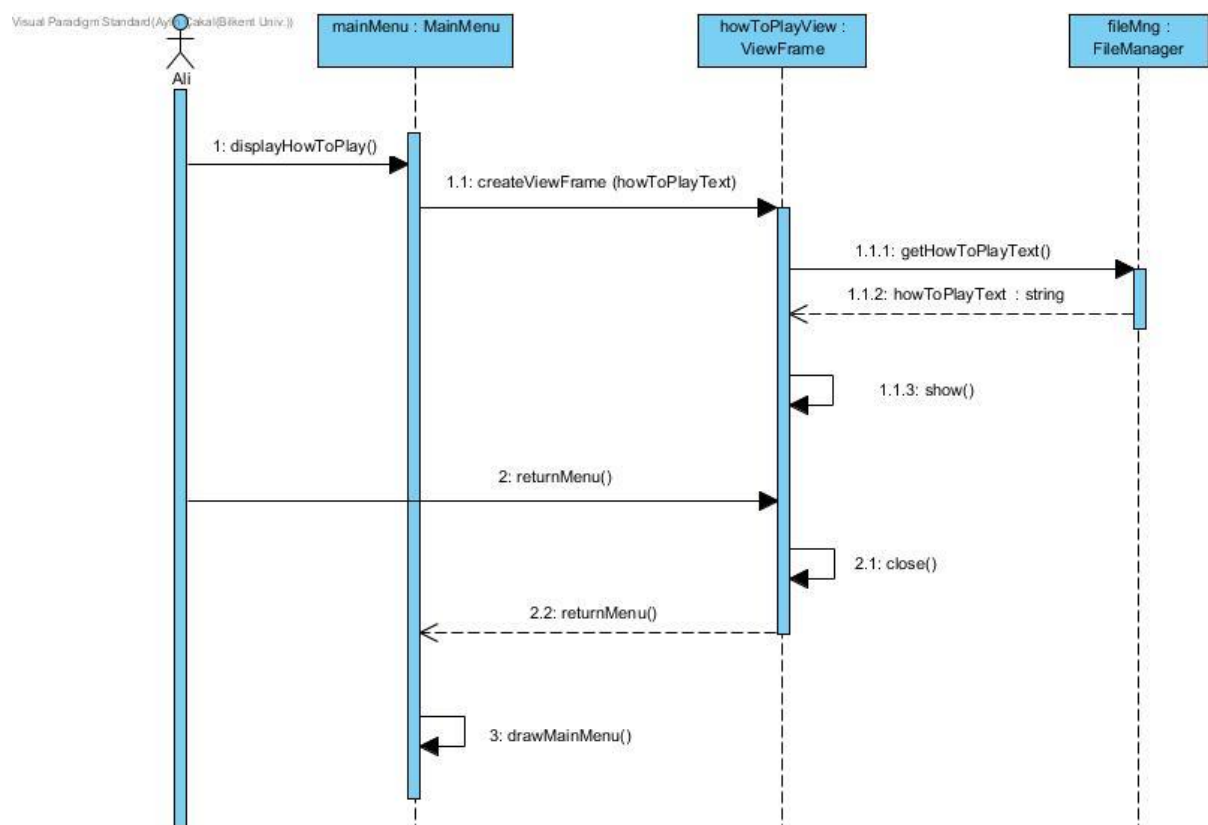 Visual Paradigm Standard(Aytn Çakal(Bilkent Univ.))
Ali
mainMenu : MainMenu
howToPlayView :
ViewFrame
fileMng :
FileManager
1: displayHowToPlay()
1.1: createViewFrame (howToPlayText)
1.1.1: getHowToPlayText()
1.1.2: howToPlayText : string
1.1.3: show()
2: returnMenu()
2.1: close()
2.2: returnMenu()
3: drawMainMenu()